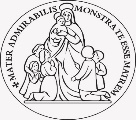 ✶ MATER ADMIRABILIS MONSTRA TE ESSE MATREM